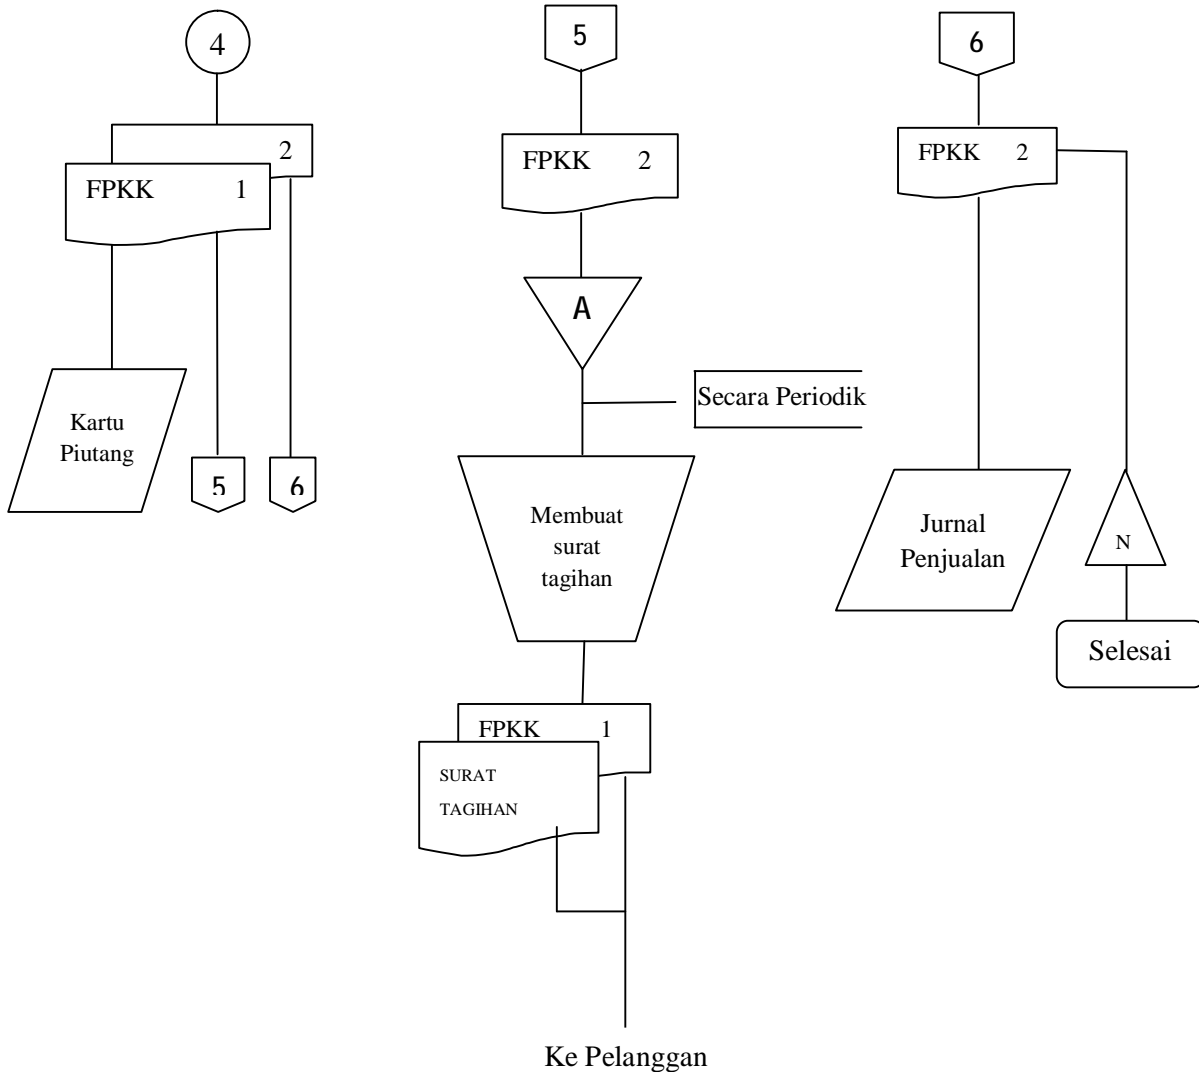 4
2
FPKK 1
Kartu
Piutang
5
6
5
FPKK 2
A
Secara Periodik
Membuat
surat
tagihan
FPKK 1
SURAT
TAGIHAN
Ke Pelanggan
6
FPKK 2
Jurnal
Penjualan
N
Selesai